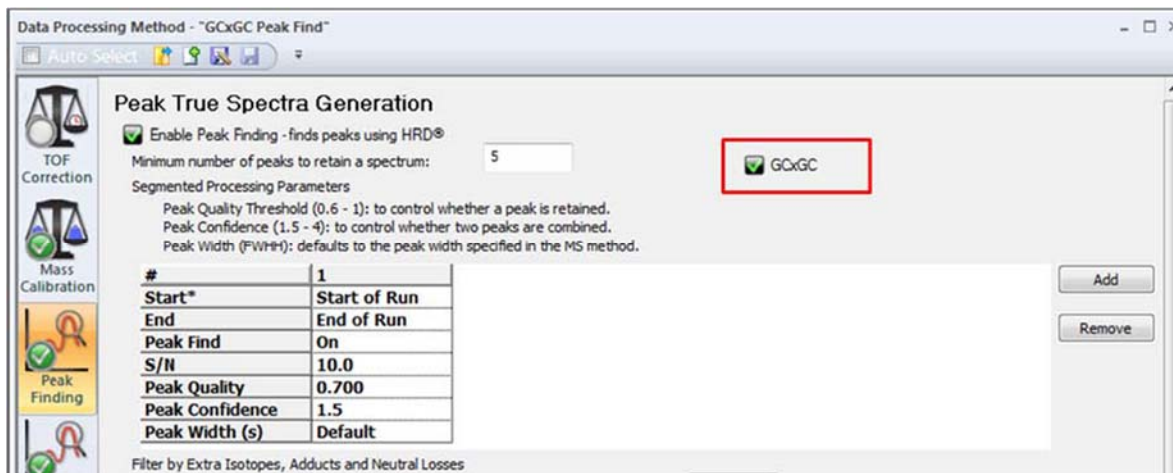 Data Processing Method - "GCxGC Peak Find"
Auto Select
Peak True Spectra Generation
Enable Peak Finding - finds peaks using HRD®
Minimum number of peaks to retain a spectrum: 5
GCxGC
Segmented Processing Parameters
Peak Quality Threshold (0.6 - 1): to control whether a peak is retained.
Peak Confidence (1.5 - 4): to control whether two peaks are combined.
Peak Width (FWHH): defaults to the peak width specified in the MS method.
TOF
Correction
Mass
Calibration
Peak
Finding
# 1
Start* Start of Run
End End of Run
Peak Find On
S/N 10.0
Peak Quality 0.700
Peak Confidence 1.5
Peak Width (s) Default
Add
Remove
Filter by Extra Isotopes, Adducts and Neutral Losses